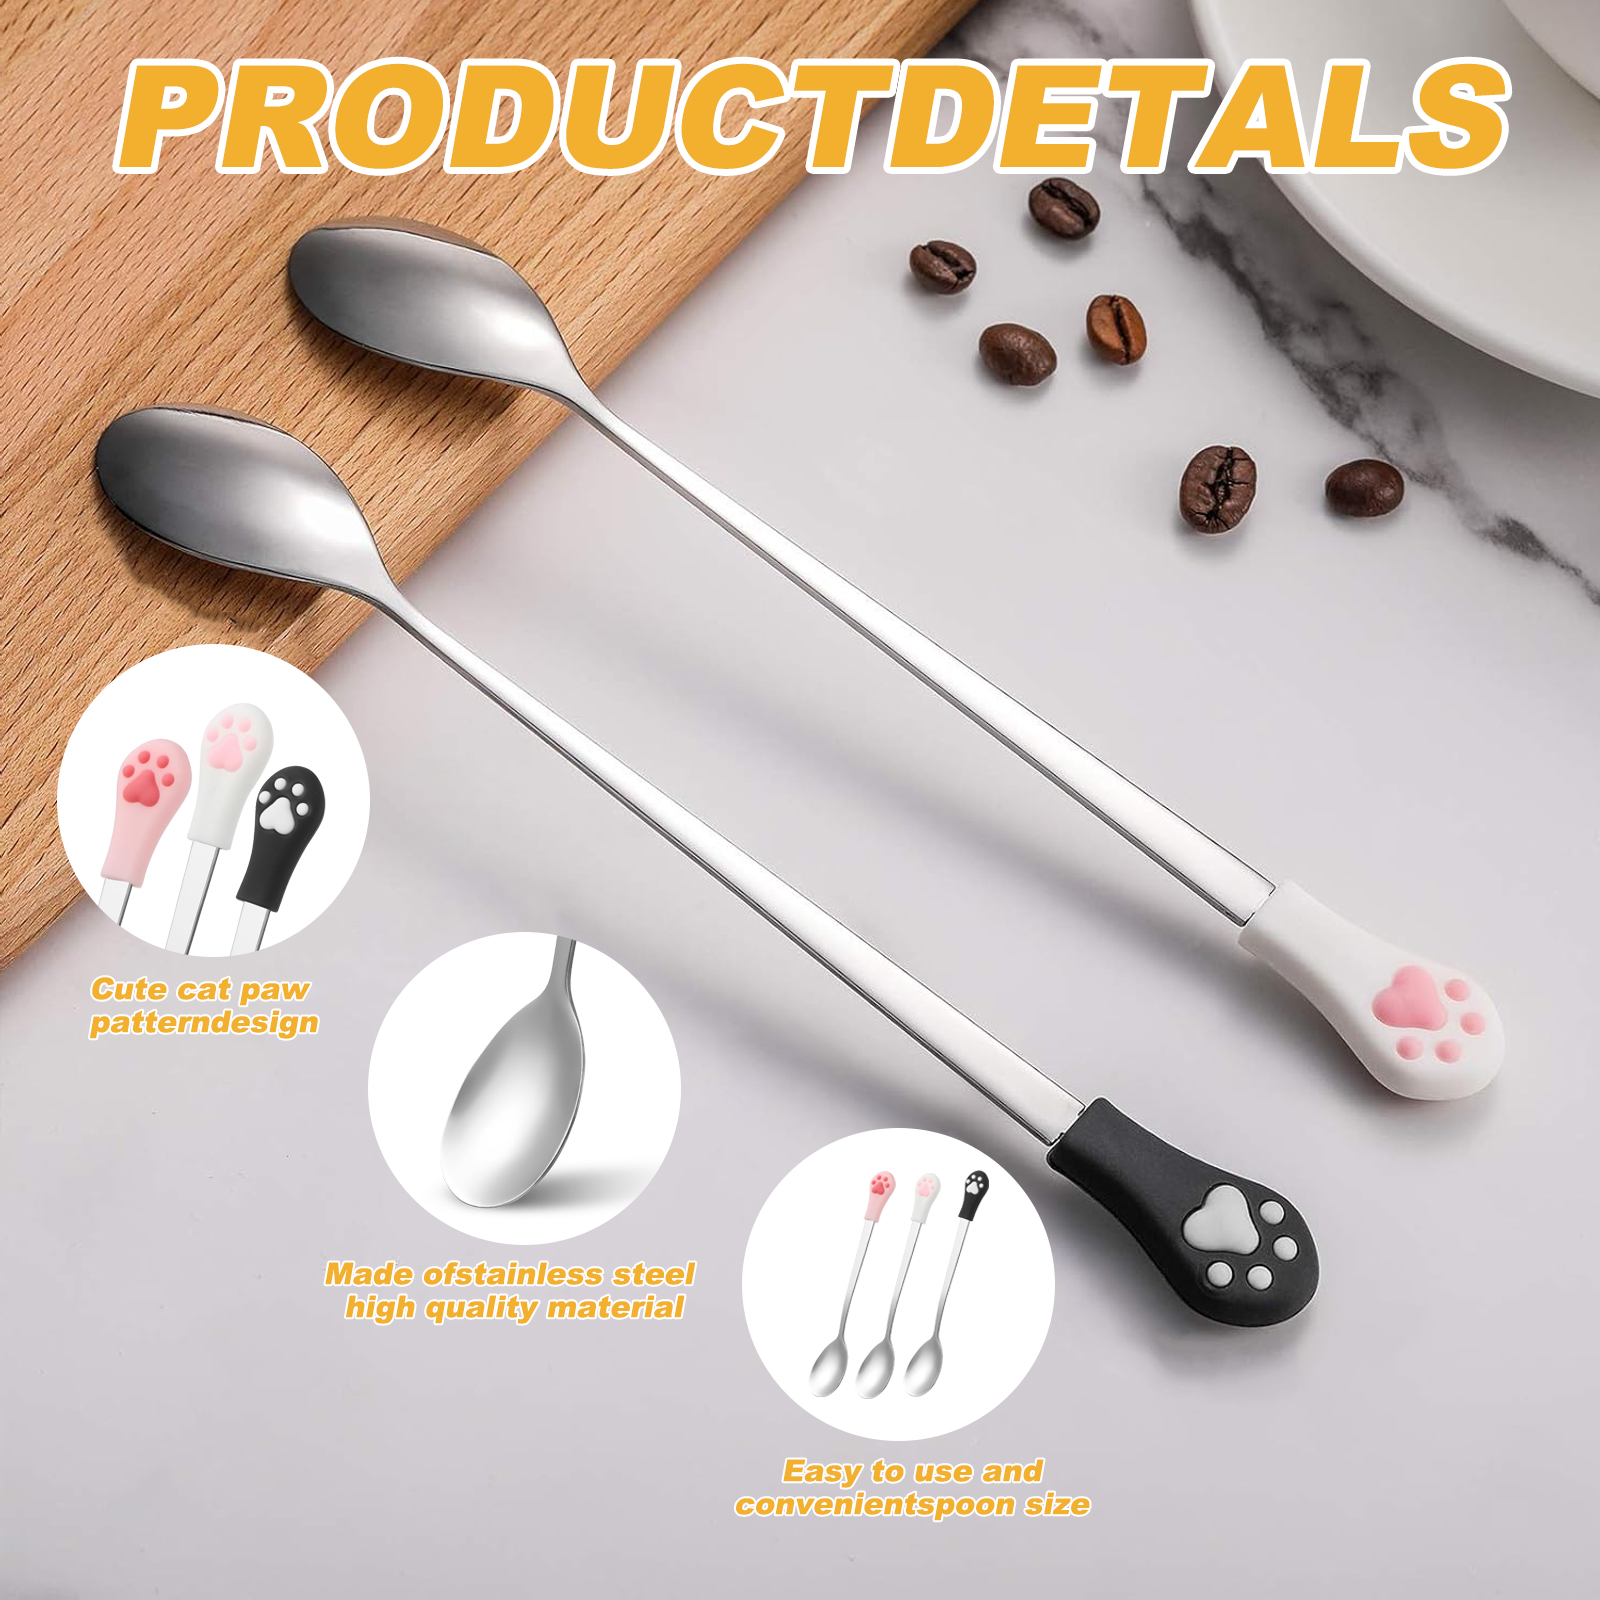 PRODUCTDETALS
Cute cat paw
patterndesign
Made ofstainless steel
high quality material
Easy to use and
convenientspoon size